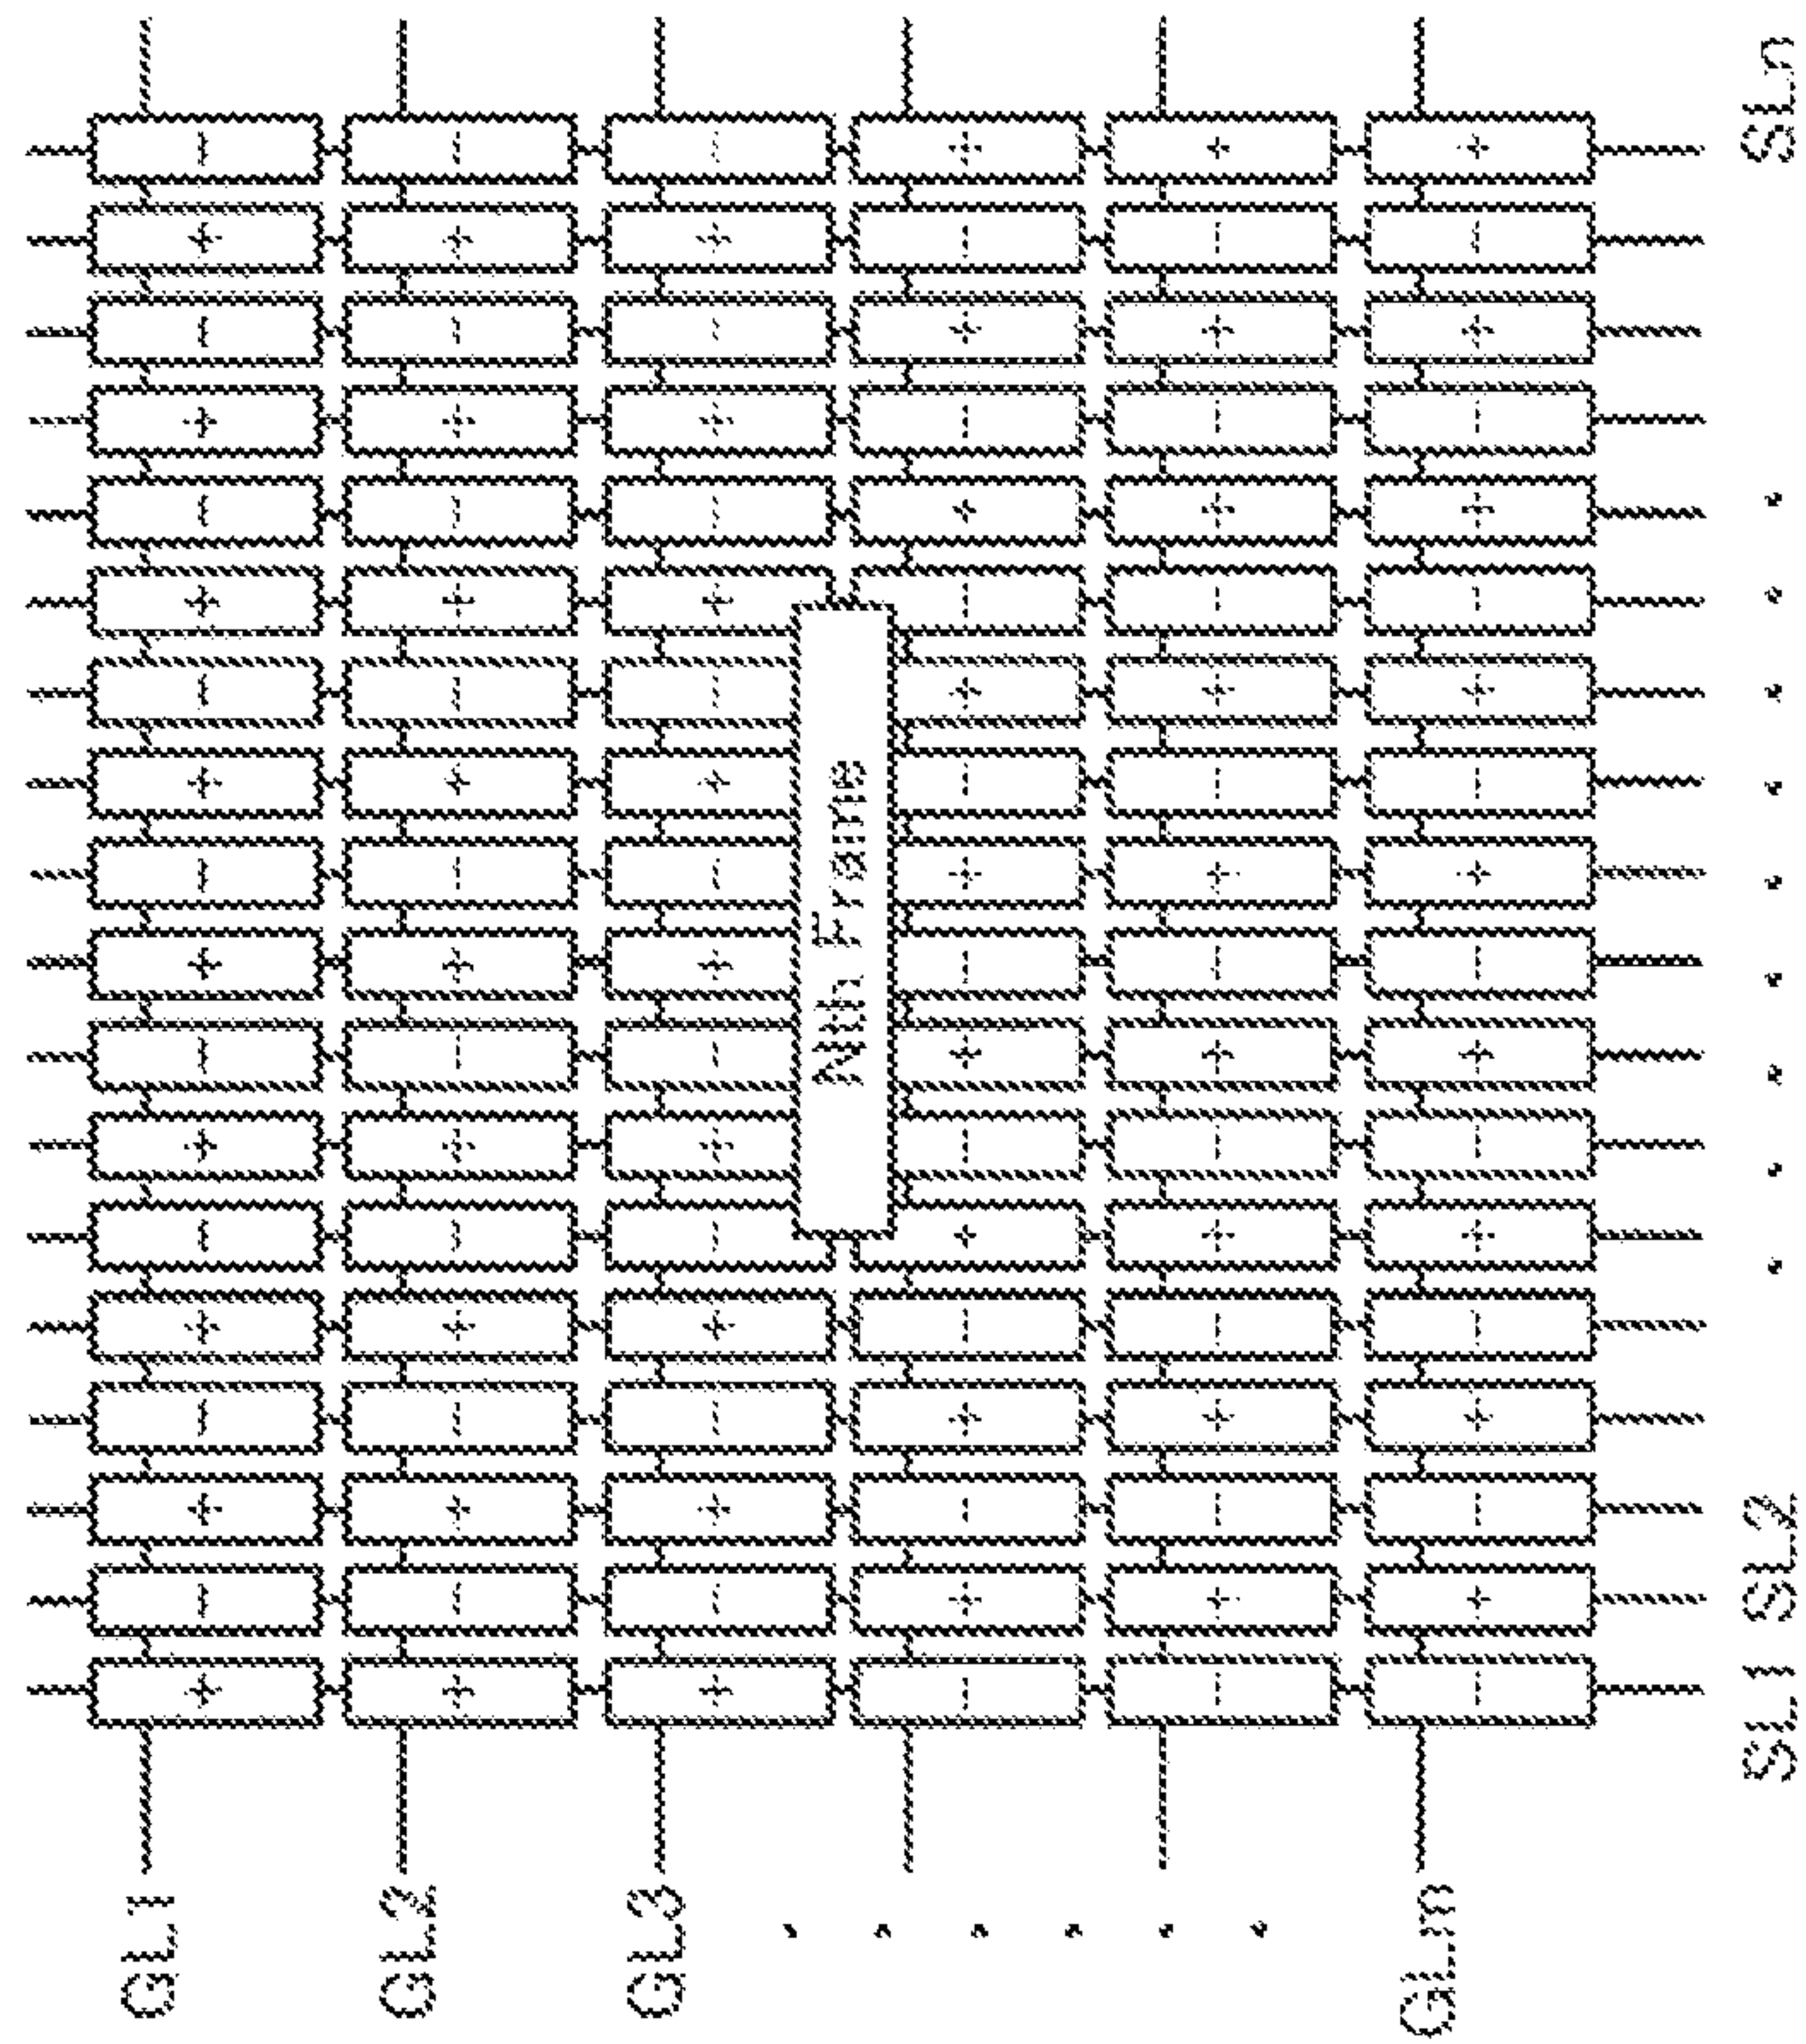 GL1 + - + - + - + - + - + - + - + - + -
GL2 + - + - + - + - + - + - + - + - + -
GL3 + - + - + - + - + - + - + - + - + -
Nth Frame
- + - + - + - + - + - + - + - + - +
- + - + - + - + - + - + - + - + - +
GLm - + - + - + - + - + - + - + - + - +
SL1 SL2 . . . . . . . . . SLn